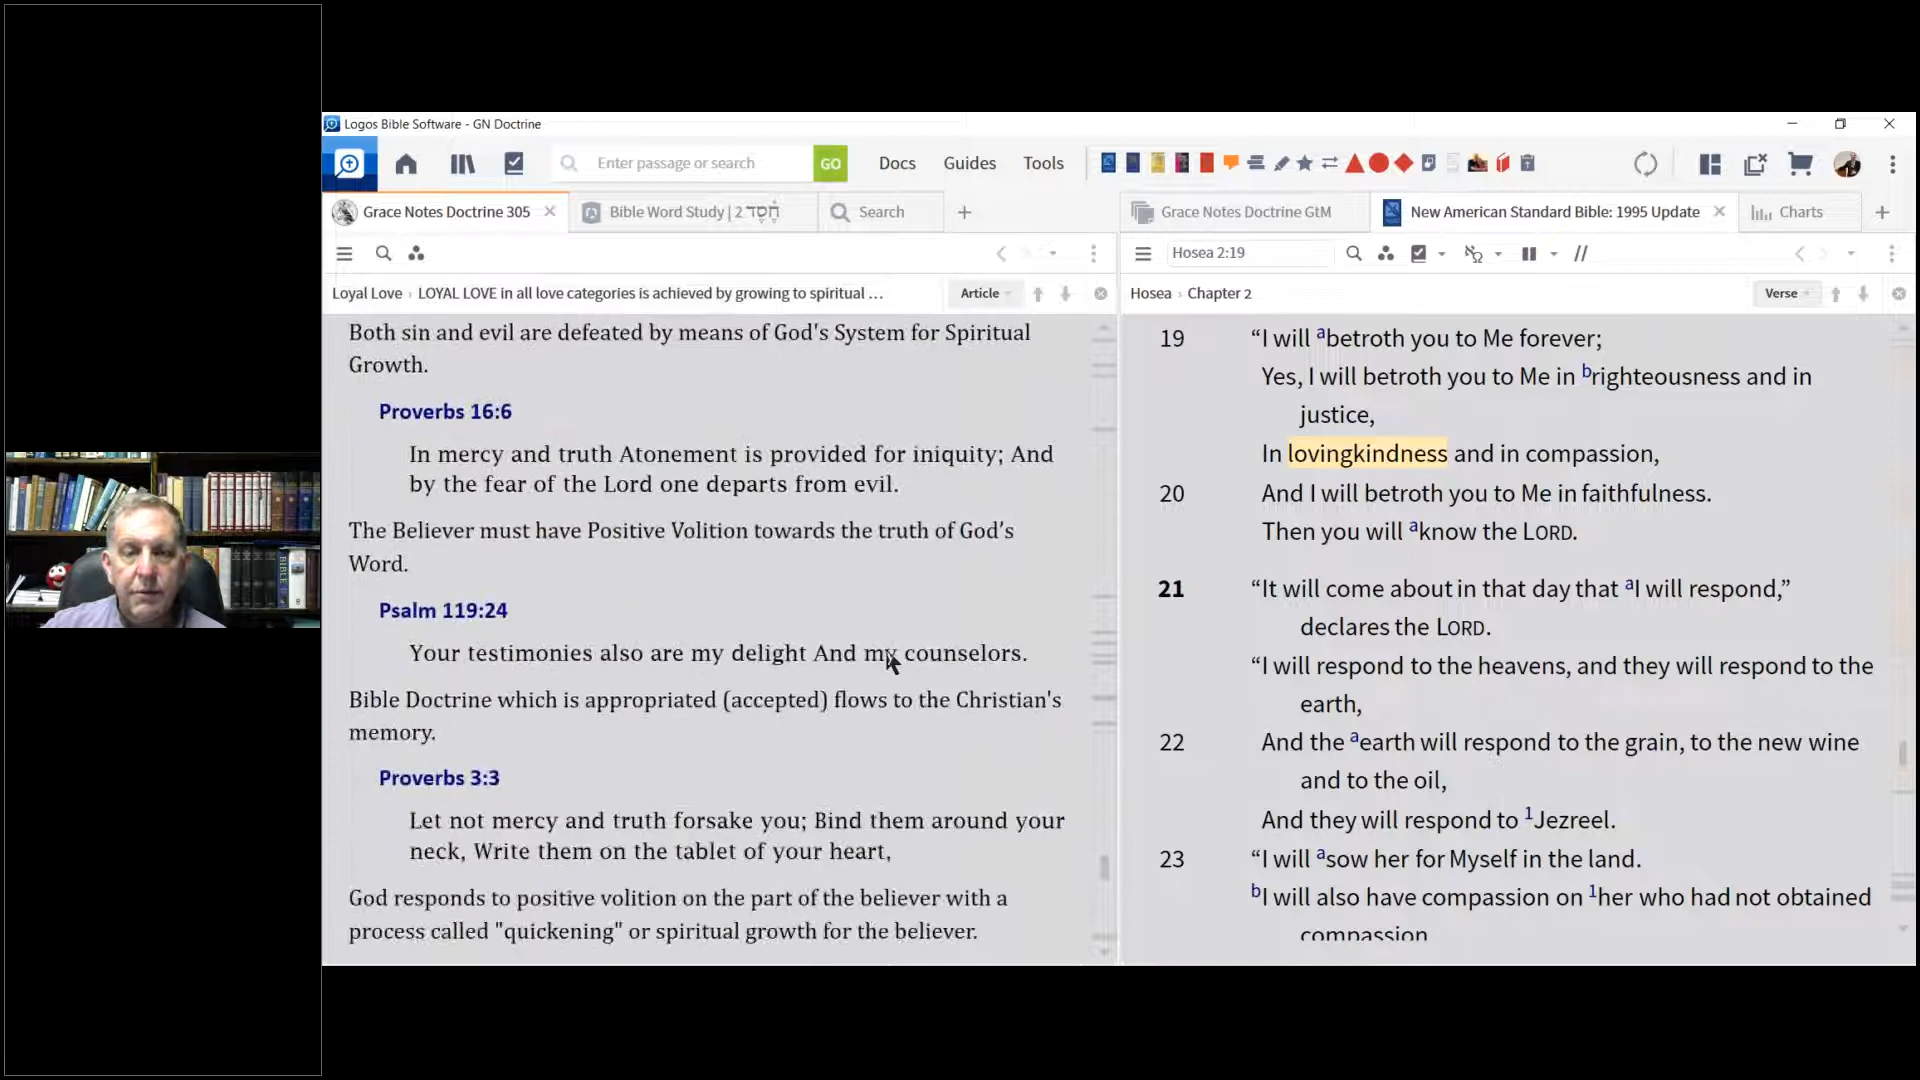 Logos Bible Software - GN Doctrine
Enter passage or search
GO
Docs
Guides
Tools
Grace Notes Doctrine 305
Bible Word Study | 2 חֶסֶד
Search
Loyal Love › LOYAL LOVE in all love categories is achieved by growing to spiritual ...
Article
Both sin and evil are defeated by means of God's System for Spiritual
Growth.
Proverbs 16:6
In mercy and truth Atonement is provided for iniquity; And
by the fear of the Lord one departs from evil.
The Believer must have Positive Volition towards the truth of God's
Word.
Psalm 119:24
Your testimonies also are my delight And my counselors.
Bible Doctrine which is appropriated (accepted) flows to the Christian's
memory.
Proverbs 3:3
Let not mercy and truth forsake you; Bind them around your
neck, Write them on the tablet of your heart,
God responds to positive volition on the part of the believer with a
process called "quickening" or spiritual growth for the believer.
Grace Notes Doctrine GtM
New American Standard Bible: 1995 Update
Charts
Hosea 2:19
Hosea › Chapter 2
Verse
19 “I will ᵃbetroth you to Me forever;
Yes, I will betroth you to Me in ᵇrighteousness and in
justice,
In lovingkindness and in compassion,
20 And I will betroth you to Me in faithfulness.
Then you will ᵃknow the LORD.
21 “It will come about in that day that ᵃI will respond,”
declares the LORD.
“I will respond to the heavens, and they will respond to the
earth,
22 And the ᵃearth will respond to the grain, to the new wine
and to the oil,
And they will respond to ¹Jezreel.
23 “I will ᵃsow her for Myself in the land.
ᵇI will also have compassion on ¹her who had not obtained
compassion
BIBLE